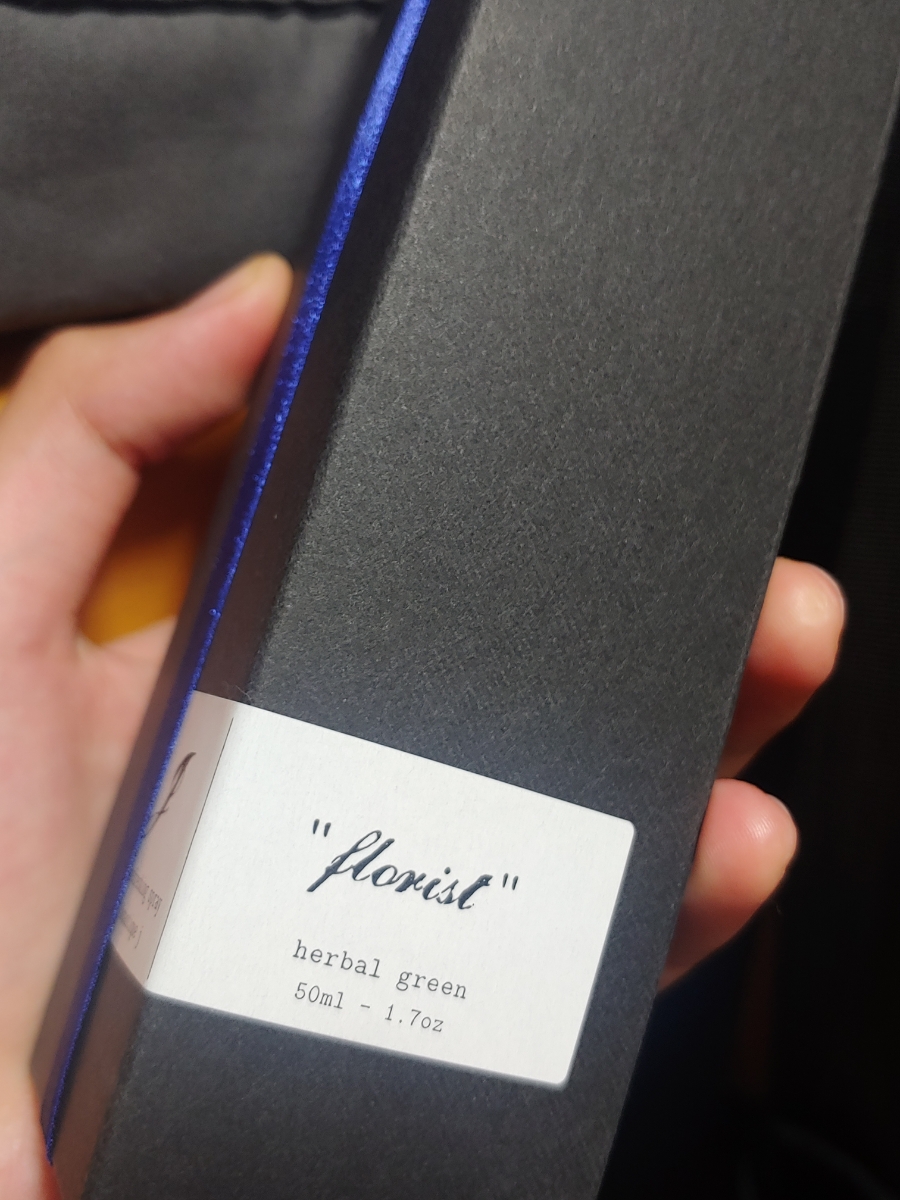 "florist"
herbal green
50ml - 1.7oz